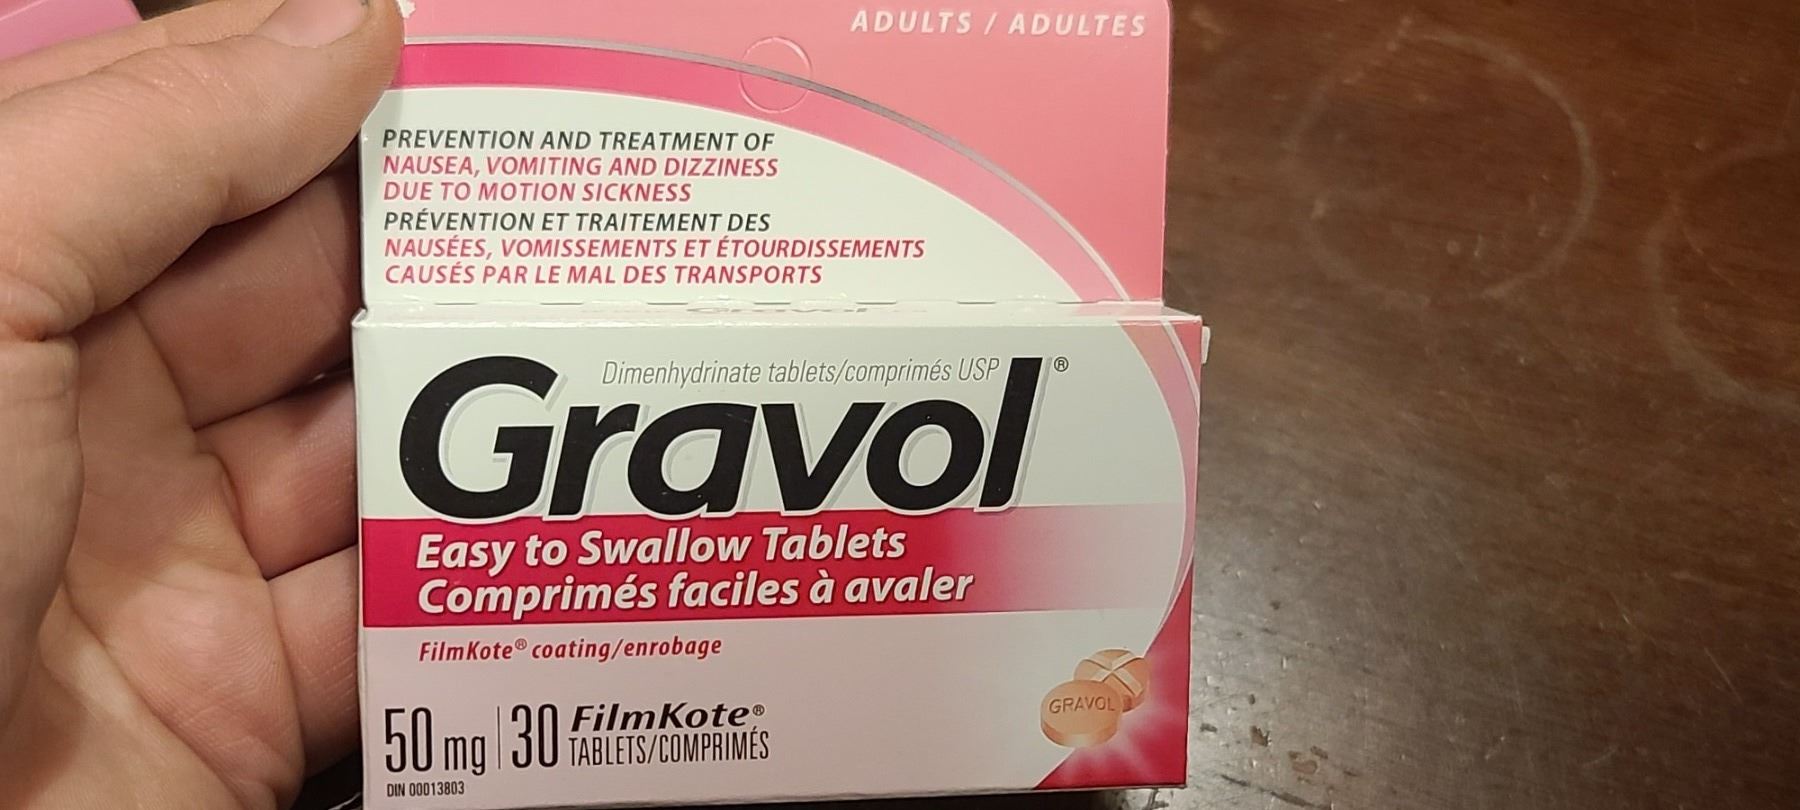 ADULTS / ADULTES
PREVENTION AND TREATMENT OF
NAUSEA, VOMITING AND DIZZINESS
DUE TO MOTION SICKNESS
PRÉVENTION ET TRAITEMENT DES
NAUSÉES, VOMISSEMENTS ET ÉTOURDISSEMENTS
CAUSÉS PAR LE MAL DES TRANSPORTS
Gravol
Dimenhydrinate tablets/comprimés USP
Gravol®
Easy to Swallow Tablets
Comprimés faciles à avaler
FilmKote® coating/enrobage
GRAVOL
50 mg | 30 FilmKote®
TABLETS/COMPRIMÉS
DIN 00013803